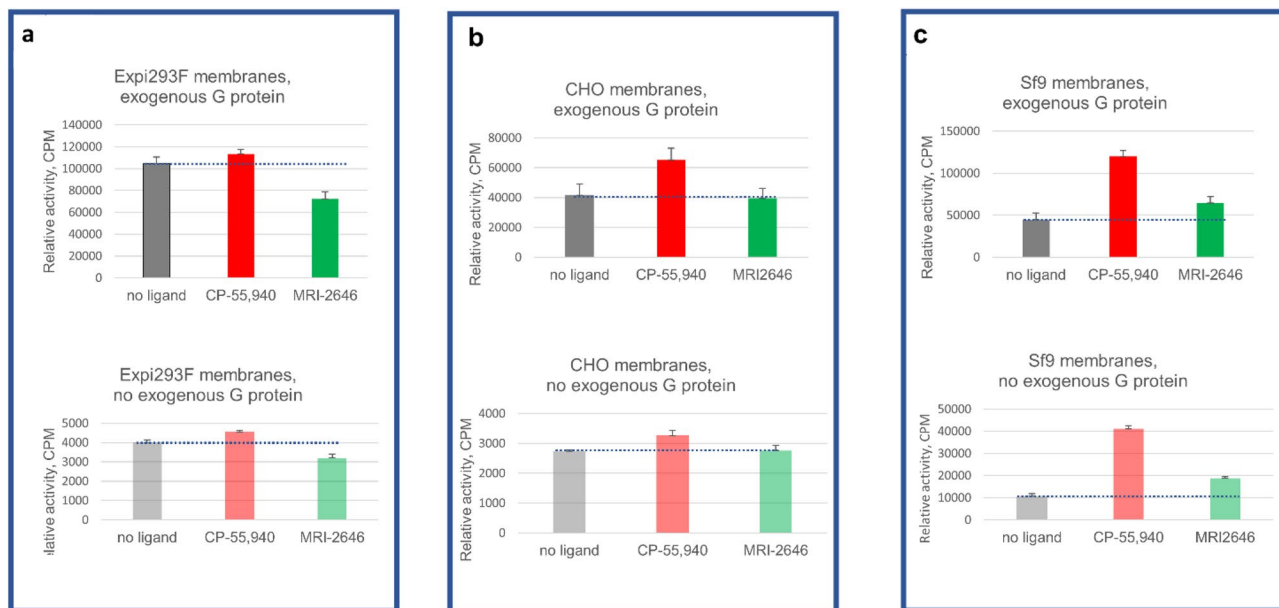 a
Expi293F membranes,
exogenous G protein
Relative activity, CPM
140000
120000
100000
80000
60000
40000
20000
0
no ligand CP-55,940 MRI-2646
Expi293F membranes,
no exogenous G protein
elative activity, CPM
5000
4000
3000
2000
1000
0
no ligand CP-55,940 MRI-2646
b
CHO membranes,
exogenous G protein
Relative activity, CPM
80000
60000
40000
20000
0
no ligand CP-55,940 MRI2646
CHO membranes,
no exogenous G protein
Relative activity, CPM
4000
3000
2000
1000
0
no ligand CP-55,940 MRI-2646
c
Sf9 membranes,
exogenous G protein
Relative activity, CPM
150000
100000
50000
0
no ligand CP-55,940 MRI-2646
Sf9 membranes,
no exogenous G protein
Relative activity, CPM
50000
40000
30000
20000
10000
0
no ligand CP-55,940 MRI2646